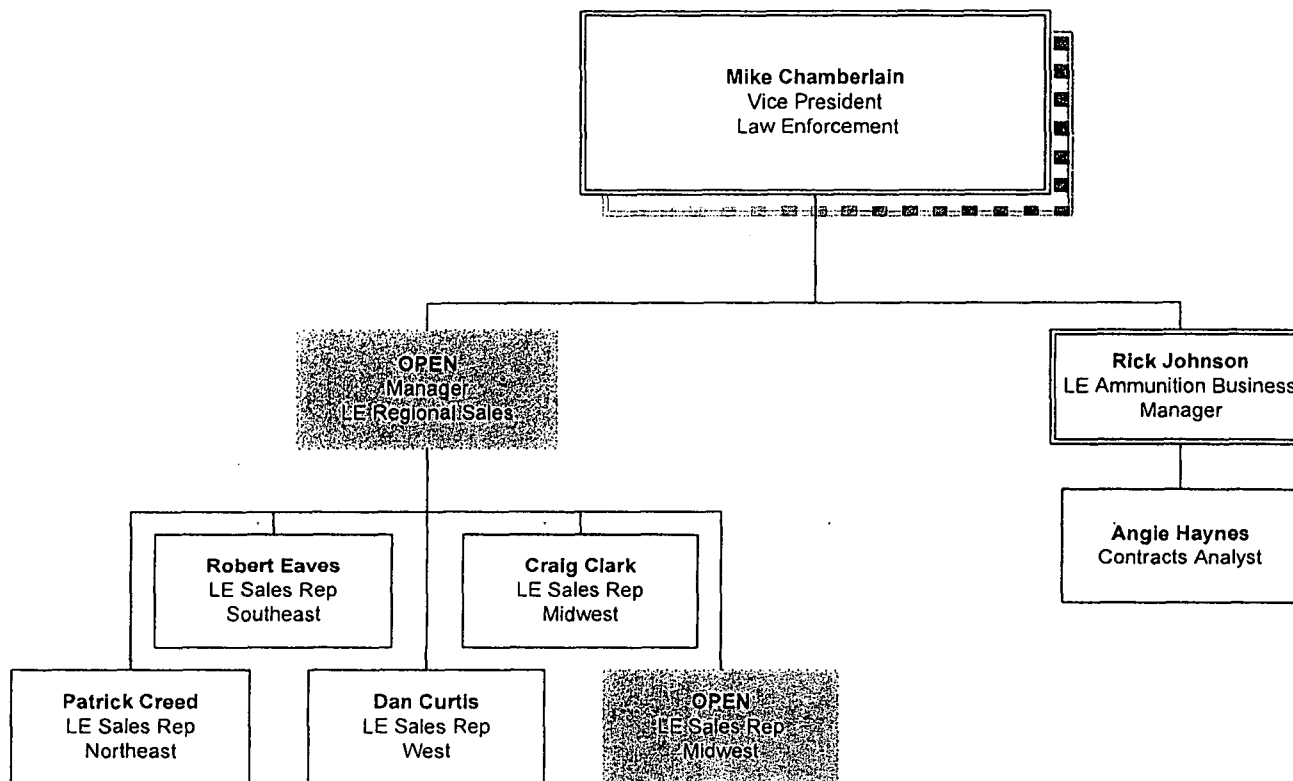 Mike Chamberlain
Vice President
Law Enforcement
OPEN
Manager
LE Regional Sales
Rick Johnson
LE Ammunition Business
Manager
Angie Haynes
Contracts Analyst
Robert Eaves
LE Sales Rep
Southeast
Craig Clark
LE Sales Rep
Midwest
Patrick Creed
LE Sales Rep
Northeast
Dan Curtis
LE Sales Rep
West
OPEN
LE Sales Rep
Midwest